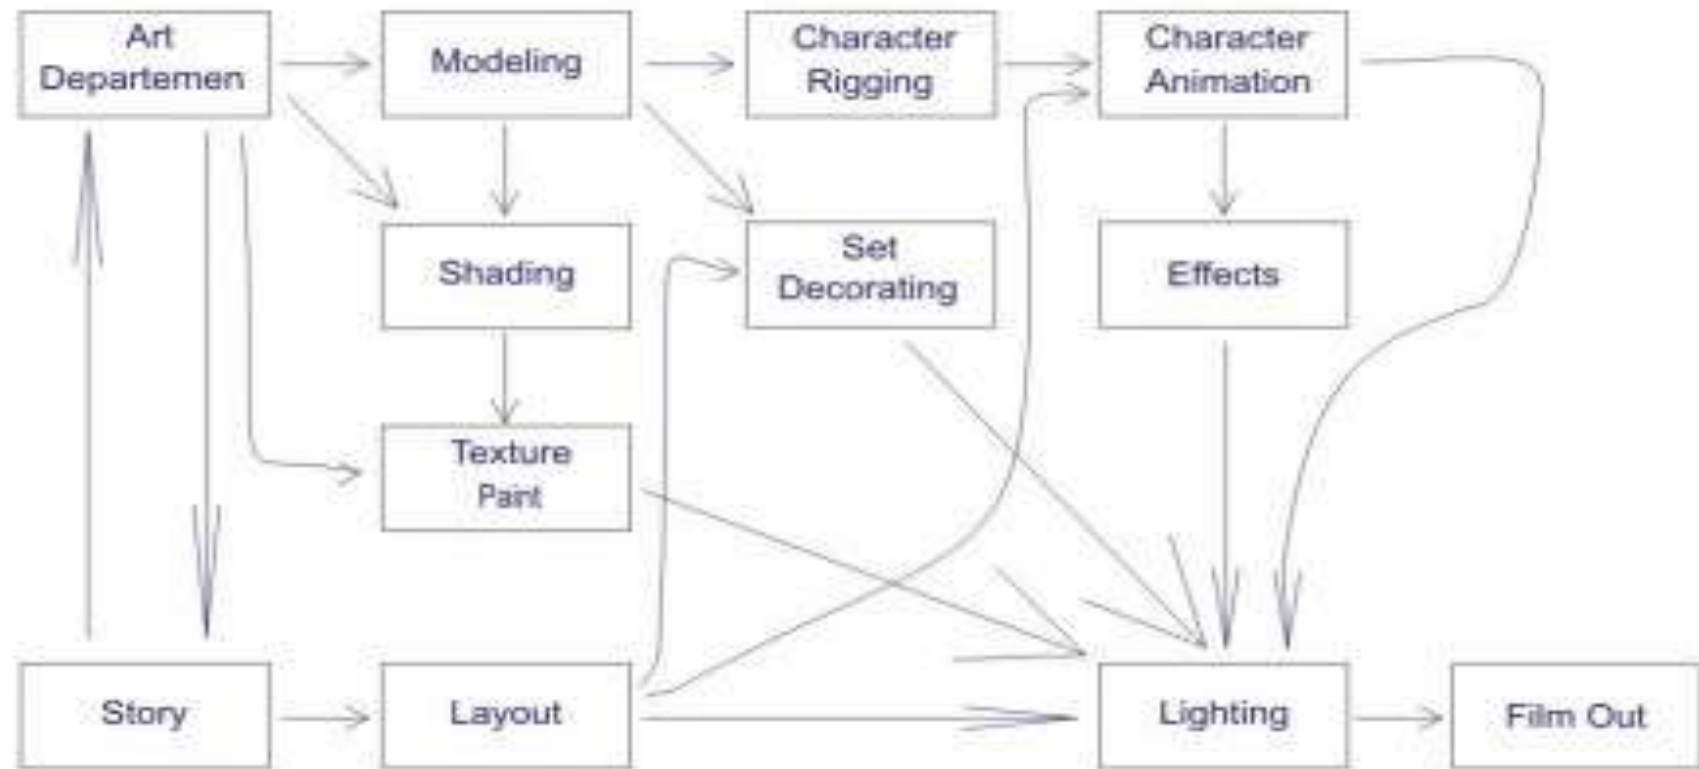 Art
Departemen
Modeling
Character
Rigging
Character
Animation
Shading
Set
Decorating
Effects
Texture
Paint
Story
Layout
Lighting
Film Out